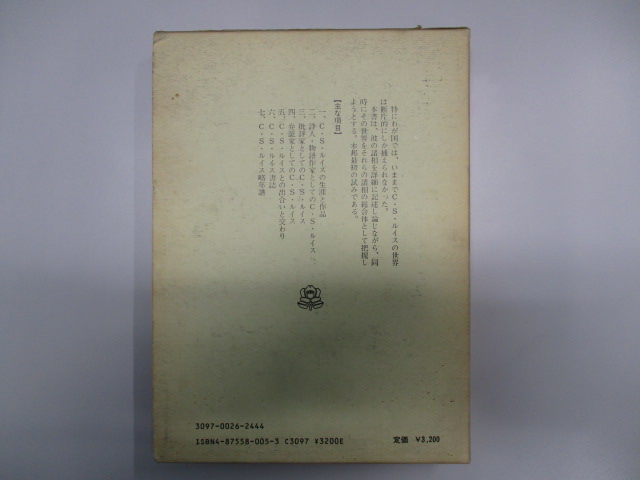 特にわが国では、いままでC・S・ルイスの世界
は断片的にしか捕えられなかった。
本書は、彼の諸相を詳細に記述し論じながら、同
時にその世界をそれらの諸相の総合体として把握し
ようとする、本邦最初の試みである。
【主な項目】
一、C・S・ルイスの生涯と作品
二、詩人・物語作家としてのC・S・ルイス
三、批評家としてのC・S・ルイス
四、弁証家としてのC・S・ルイス
五、C・S・ルイスとの出合いと交わり
六、C・S・ルイス書誌
七、C・S・ルイス略年譜
3097-0026-2444
ISBN4-87558-005-3 C3097 ¥3200E
定価 ¥3,200